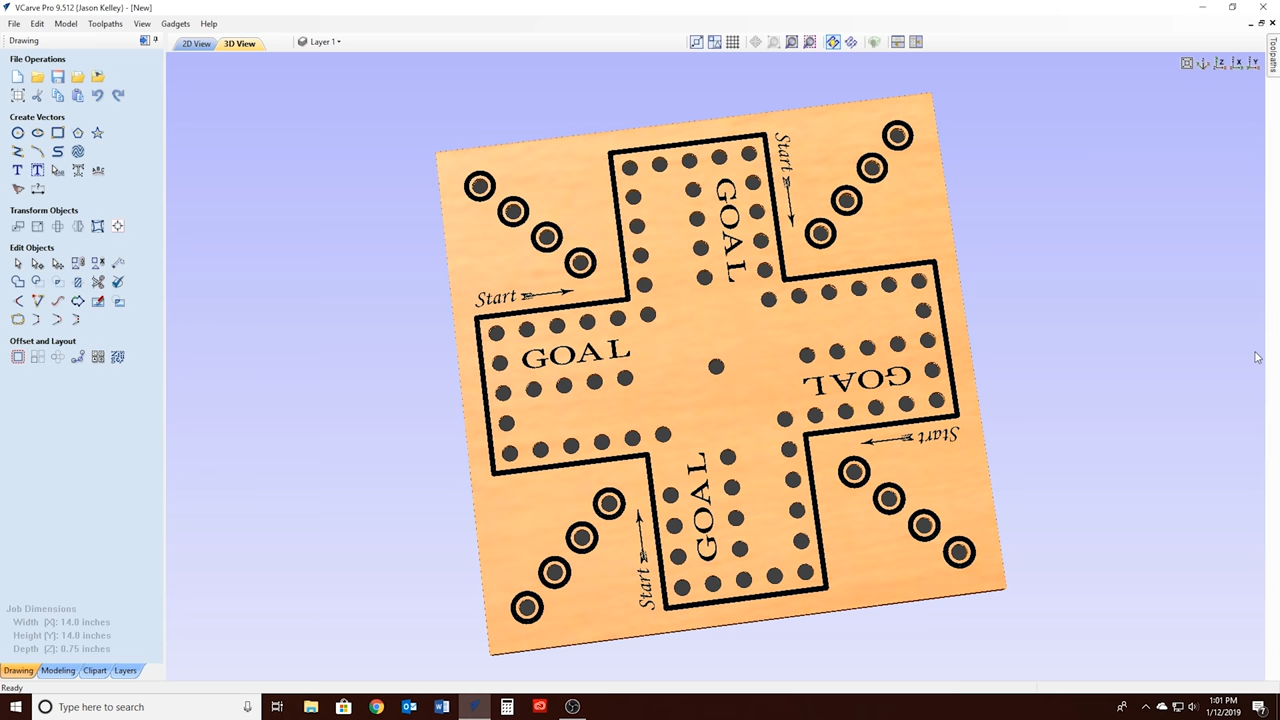 VCarve Pro 9.512 {Jason Kelley} - [New]
File Edit Model Toolpaths View Gadgets Help
Drawing
2D View 3D View Layer 1
Toolpaths
File Operations
Create Vectors
Transform Objects
Edit Objects
Offset and Layout
Start
GOAL
Start
GOAL
GOAL
Start
GOAL
Start
Job Dimensions
Width (X): 14.0 inches
Height (Y): 14.0 inches
Depth (Z): 0.75 inches
Drawing Modeling Clipart Layers
Ready
Type here to search
1:01 PM
1/12/2019